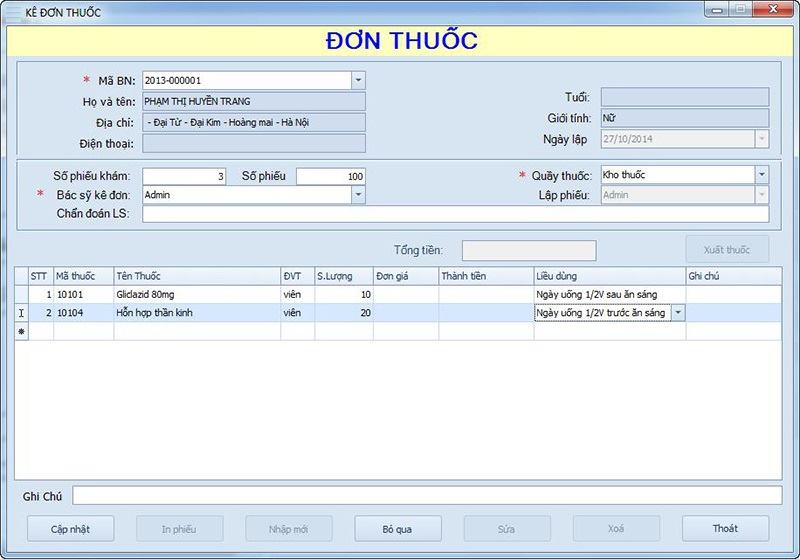 KÊ ĐƠN THUỐC
ĐƠN THUỐC
* Mã BN: 2013-000001
Họ và tên: PHẠM THỊ HUYỀN TRANG Tuổi:
Địa chỉ: - Đại Từ - Đại Kim - Hoàng mai - Hà Nội Giới tính: Nữ
Điện thoại: Ngày lập 27/10/2014
Số phiếu khám: 3 Số phiếu 100 * Quầy thuốc: Kho thuốc
* Bác sỹ kê đơn: Admin Lập phiếu: Admin
Chẩn đoán LS:
Tổng tiền: Xuất thuốc
STT Mã thuốc Tên Thuốc ĐVT S.Lượng Đơn giá Thành tiền Liều dùng Ghi chú
1 10101 Gliclazid 80mg viên 10 Ngày uống 1/2V sau ăn sáng
2 10104 Hỗn hợp thần kinh viên 20 Ngày uống 1/2V trước ăn sáng
Ghi Chú
Cập nhật In phiếu Nhập mới Bỏ qua Sửa Xoá Thoát